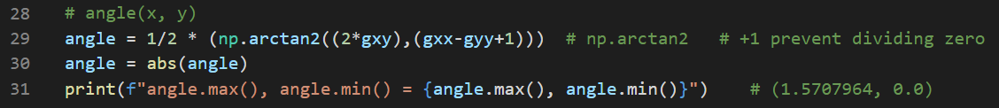 28 # angle(x, y)
29 angle = 1/2 * (np.arctan2((2*gxy),(gxx-gyy+1))) # np.arctan2 # +1 prevent dividing zero
30 angle = abs(angle)
31 print(f"angle.max(), angle.min() = {angle.max(), angle.min()}") # (1.5707964, 0.0)